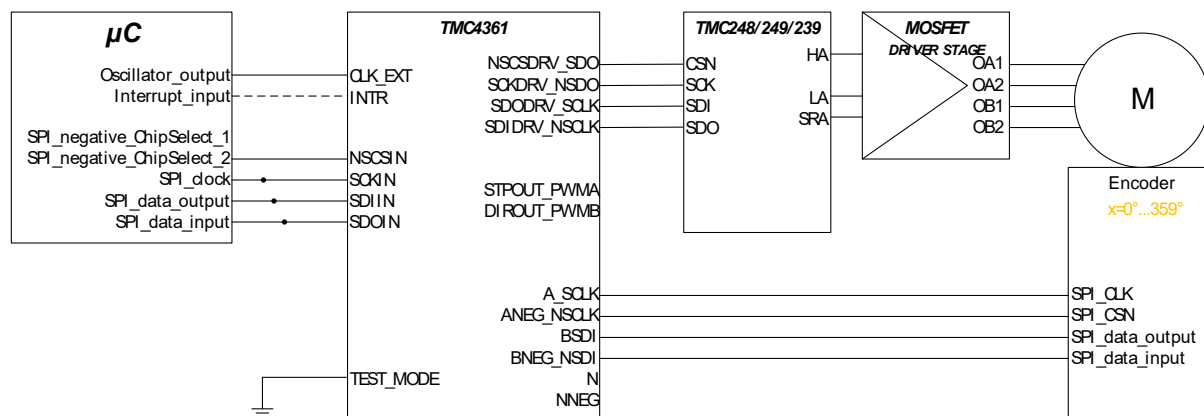 µC
Oscillator_output
Interrupt_input
SPI_negative_ChipSelect_1
SPI_negative_ChipSelect_2
SPI_clock
SPI_data_output
SPI_data_input
TMC4361
CLK_EXT
INTR
NSCSIN
SCKIN
SDIIN
SDOIN
TEST_MODE
NSCSDRV_SDO
SCKDRV_NSDO
SDODRV_SCLK
SDIDRV_NSCLK
STPOUT_PWMA
DIROUT_PWMB
A_SCLK
ANEG_NSCLK
BSDI
BNEG_NSDI
N
NNEG
TMC248/249/239
CSN
SCK
SDI
SDO
HA
LA
SRA
MOSFET
DRIVER STAGE
OA1
OA2
OB1
OB2
M
Encoder
x=0°...359°
SPI_CLK
SPI_CSN
SPI_data_output
SPI_data_input